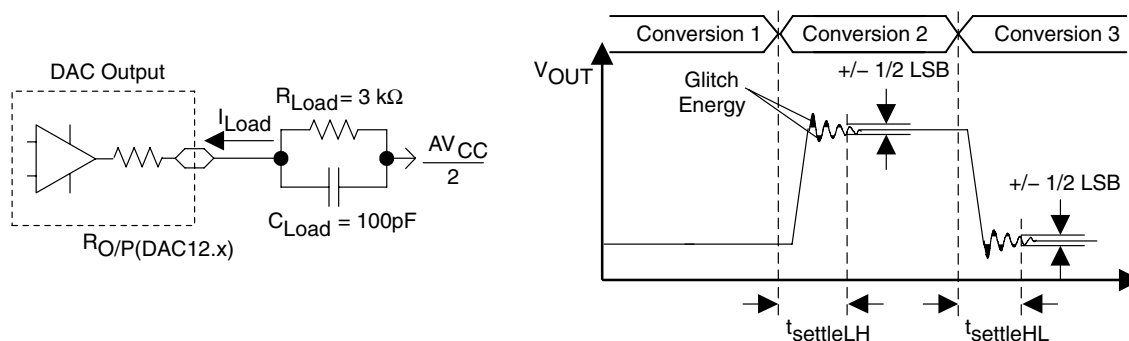 DAC Output
R_Load = 3 kΩ
I_Load
AV_CC
2
C_Load = 100pF
R_O/P(DAC12.x)
Conversion 1
Conversion 2
Conversion 3
V_OUT
Glitch
Energy
+/− 1/2 LSB
+/− 1/2 LSB
t_settleLH
t_settleHL